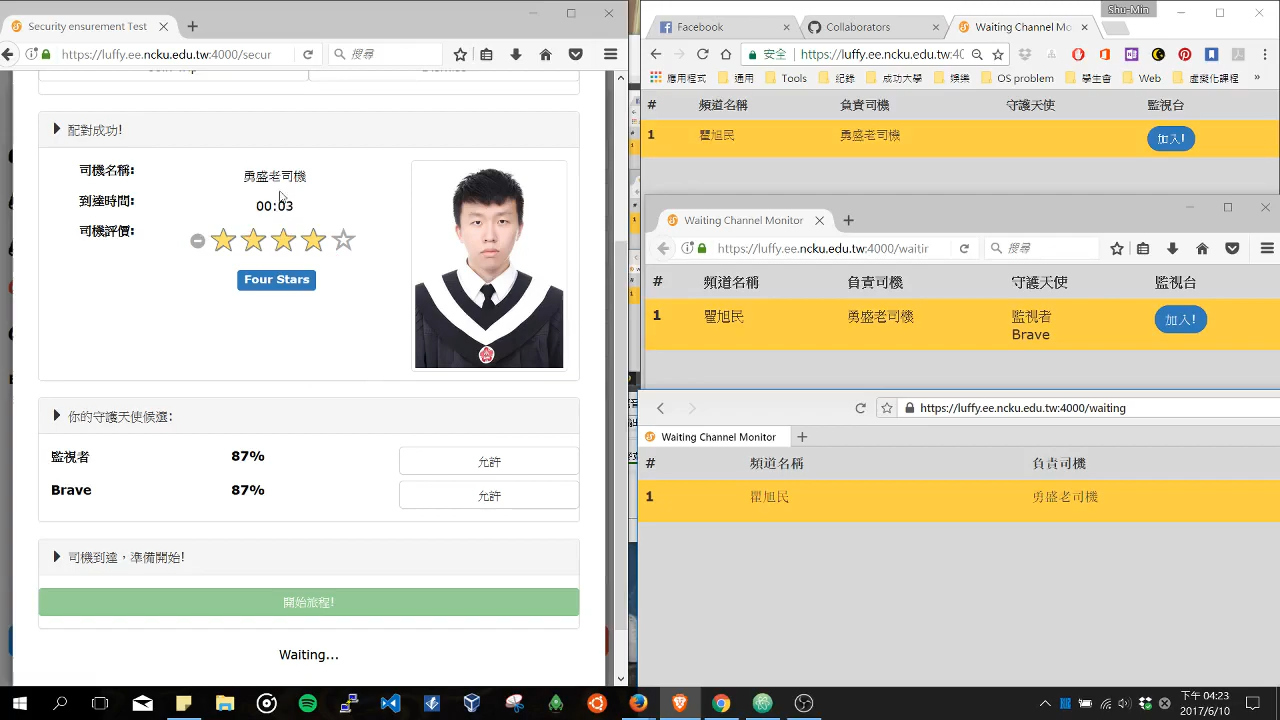 Security ensurement Test
https://luffy.ee.ncku.edu.tw:4000/secur
搜尋
配對成功!
司機名稱:
勇盛老司機
到達時間:
00:03
司機評價:
Four Stars
你的守護天使候選:
監視者 87% 允許
Brave 87% 允許
司機到達，準備開始!
開始旅程!
Waiting...
Shu-Min
Facebook
Collaborators
Waiting Channel Mo
安全 https://luffy.ee.ncku.edu.tw:4C
應用程式 通用 Tools 記錄 成功大學 娛樂 OS problem 學生會 Web 虛擬化課程 »
# 頻道名稱 負責司機 守護天使 監視台
1 瞿旭民 勇盛老司機 加入!
Waiting Channel Monitor
https://luffy.ee.ncku.edu.tw:4000/waitir
搜尋
# 頻道名稱 負責司機 守護天使 監視台
1 瞿旭民 勇盛老司機 監視者 加入!
Brave
https://luffy.ee.ncku.edu.tw:4000/waiting
Waiting Channel Monitor
# 頻道名稱 負責司機
1 瞿旭民 勇盛老司機
下午 04:23
2017/6/10